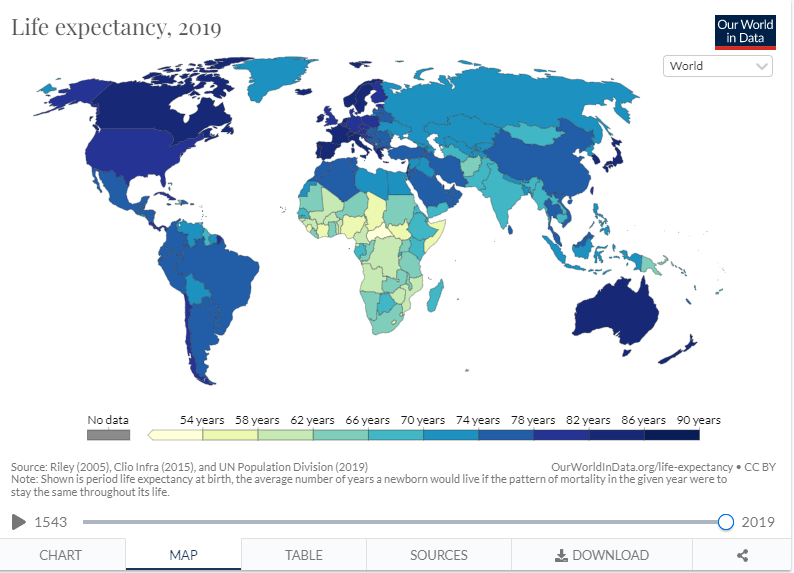 Life expectancy, 2019
Our World
in Data
World
No data
54 years 58 years 62 years 66 years 70 years 74 years 78 years 82 years 86 years 90 years
Source: Riley (2005), Clio Infra (2015), and UN Population Division (2019)
OurWorldInData.org/life-expectancy • CC BY
Note: Shown is period life expectancy at birth, the average number of years a newborn would live if the pattern of mortality in the given year were to
stay the same throughout its life.
1543 2019
CHART MAP TABLE SOURCES DOWNLOAD